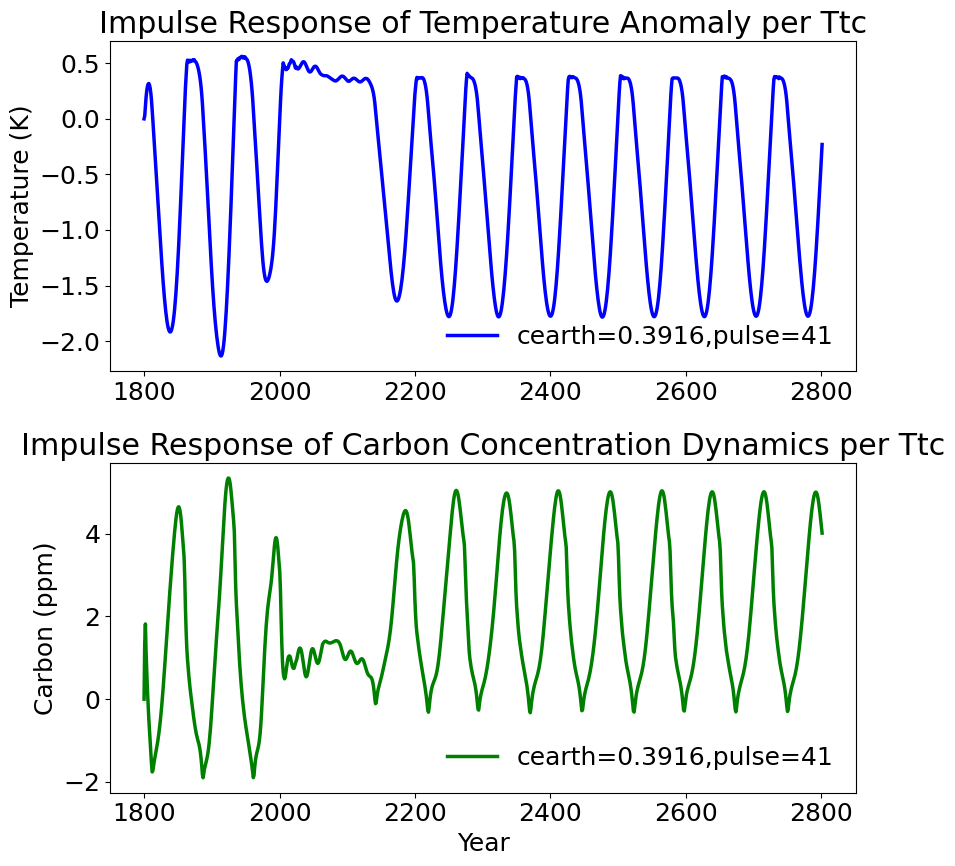 Impulse Response of Temperature Anomaly per Ttc
Temperature (K)
0.5
0.0
−0.5
−1.0
−1.5
−2.0
cearth=0.3916,pulse=41
1800 2000 2200 2400 2600 2800
Impulse Response of Carbon Concentration Dynamics per Ttc
Carbon (ppm)
4
2
0
−2
cearth=0.3916,pulse=41
1800 2000 2200 2400 2600 2800
Year